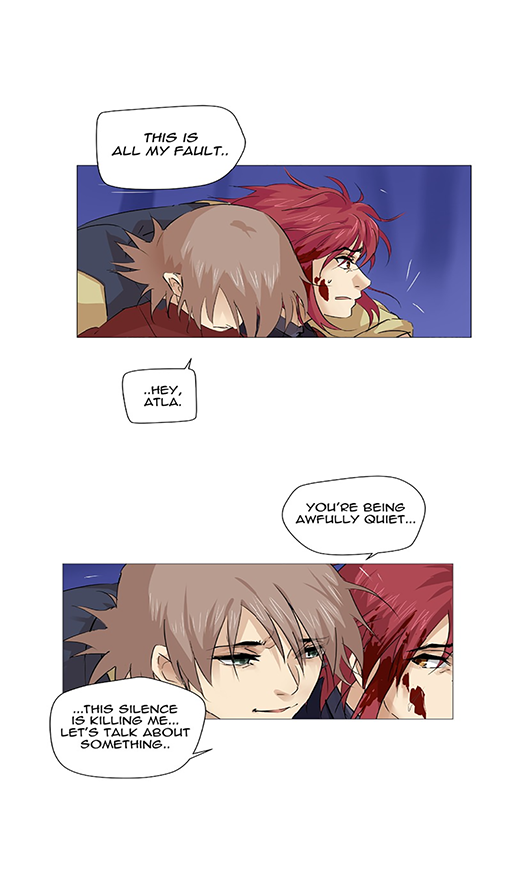 THIS IS
ALL MY FAULT..
..HEY,
ATLA.
YOU'RE BEING
AWFULLY QUIET...
...THIS SILENCE
IS KILLING ME...
LET'S TALK ABOUT
SOMETHING..